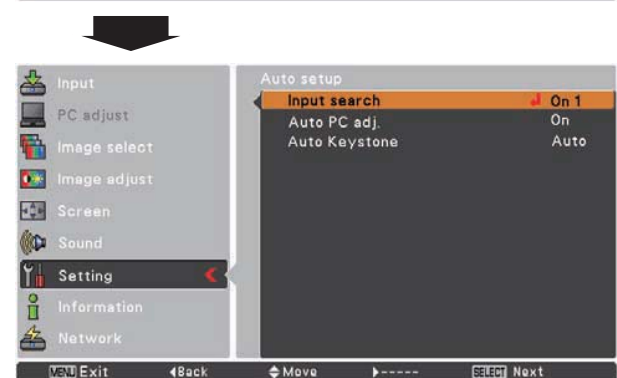 Input
PC adjust
Image select
Image adjust
Screen
Sound
Setting
Information
Network
Auto setup
Input search On 1
Auto PC adj. On
Auto Keystone Auto
MENU Exit ◀Back ◆Move ▶----- SELECT Next